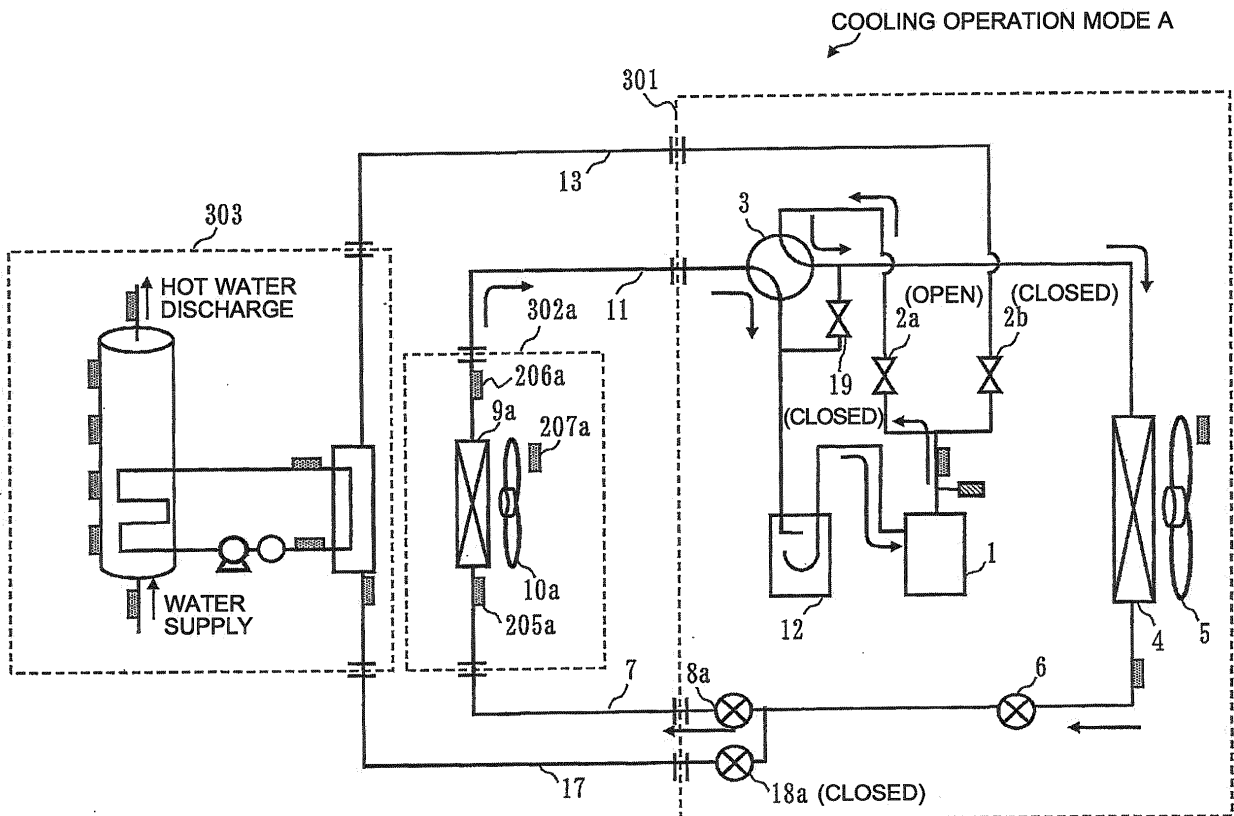 COOLING OPERATION MODE A
301
13
303
3
HOT WATER
DISCHARGE
11
302a
(OPEN)
(CLOSED)
2a
2b
19
(CLOSED)
206a
9a
207a
10a
205a
WATER
SUPPLY
12
1
4
5
7
8a
6
17
18a (CLOSED)